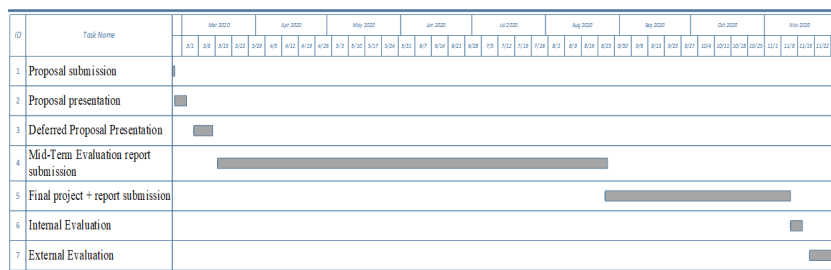 ID Task Name Mar 2020 Apr 2020 May 2020 Jun 2020 Jul 2020 Aug 2020 Sep 2020 Oct 2020 Nov 2020
3/1 3/8 3/15 3/22 3/29 4/5 4/12 4/19 4/26 5/3 5/10 5/17 5/24 5/31 6/7 6/14 6/21 6/28 7/5 7/12 7/19 7/26 8/2 8/9 8/16 8/23 8/30 9/6 9/13 9/20 9/27 10/4 10/11 10/18 10/25 11/1 11/8 11/15 11/22
1 Proposal submission
2 Proposal presentation
3 Deferred Proposal Presentation
4 Mid-Term Evaluation report
submission
5 Final project + report submission
6 Internal Evaluation
7 External Evaluation